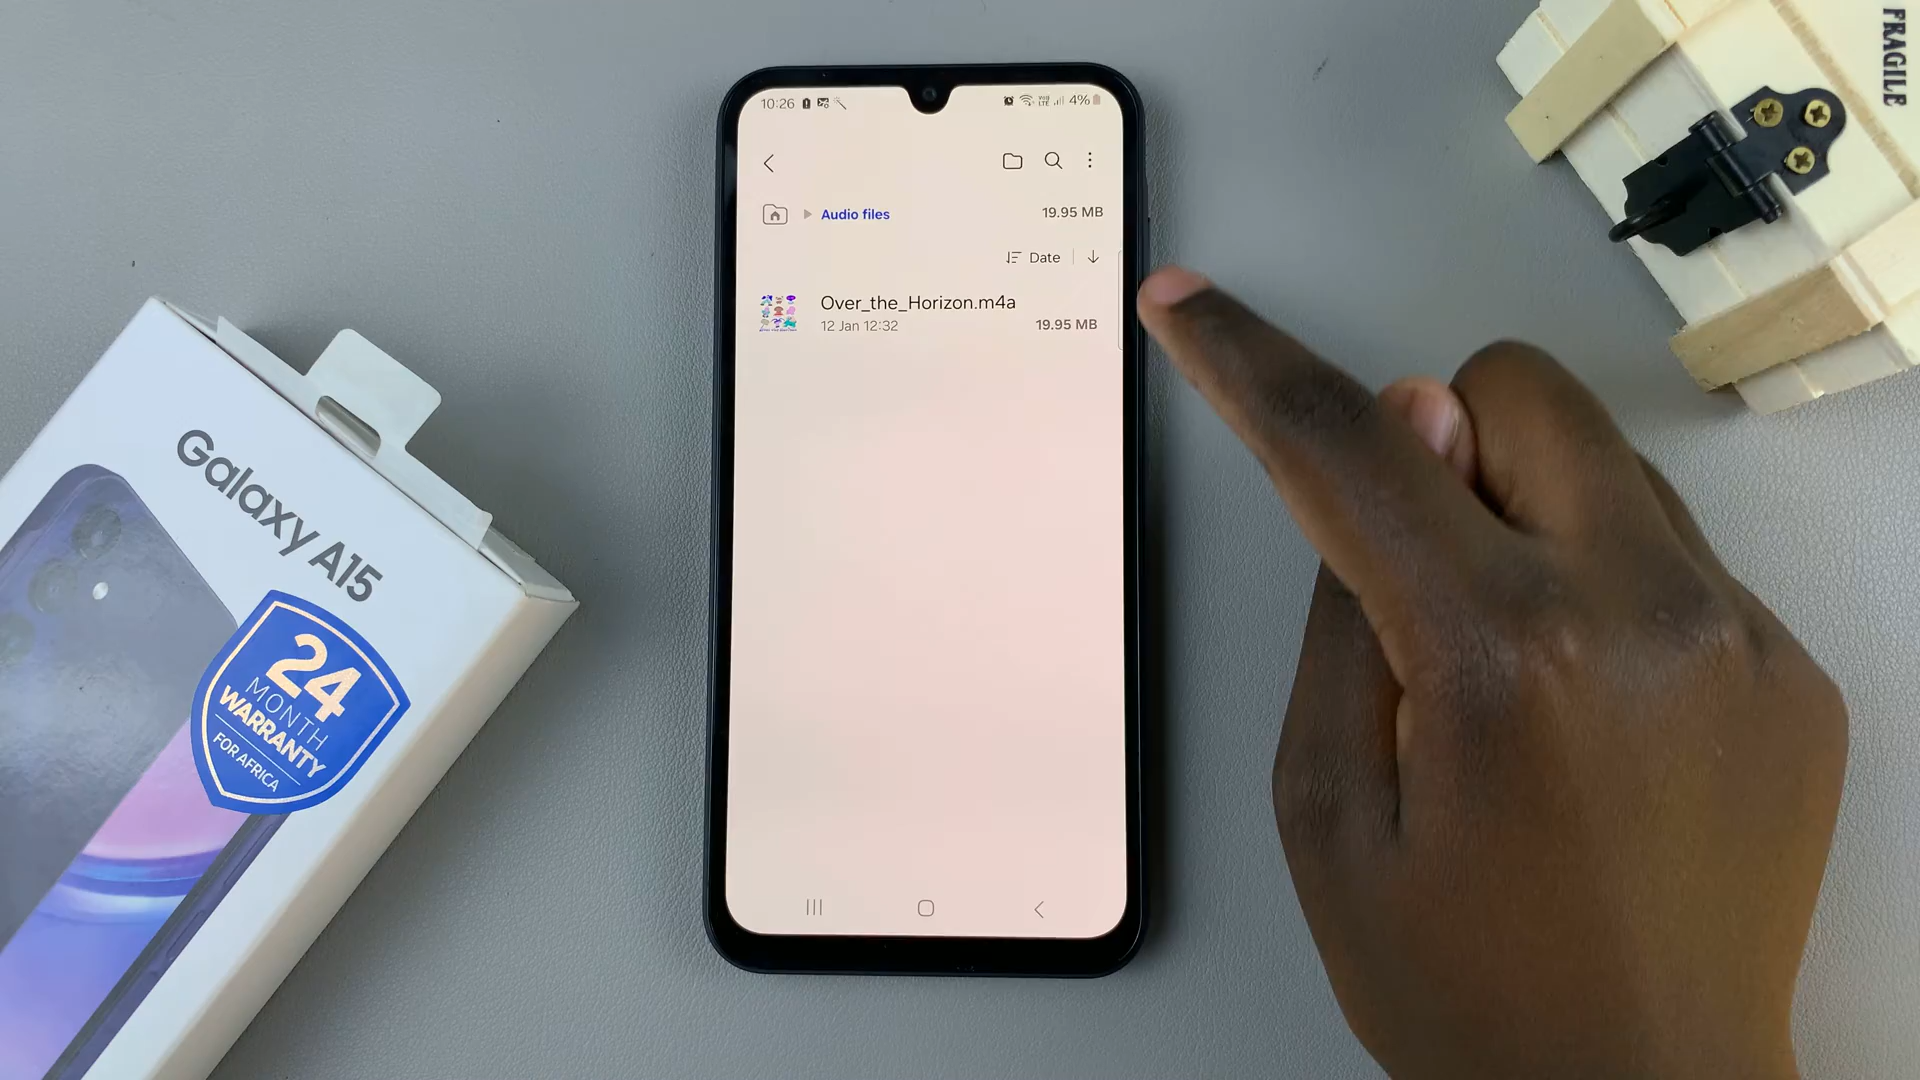 FRAGILE
10:26
4%
Audio files
19.95 MB
Date
Over_the_Horizon.m4a
12 Jan 12:32
19.95 MB
Galaxy A15
24
MONTH
WARRANTY
FOR AFRICA